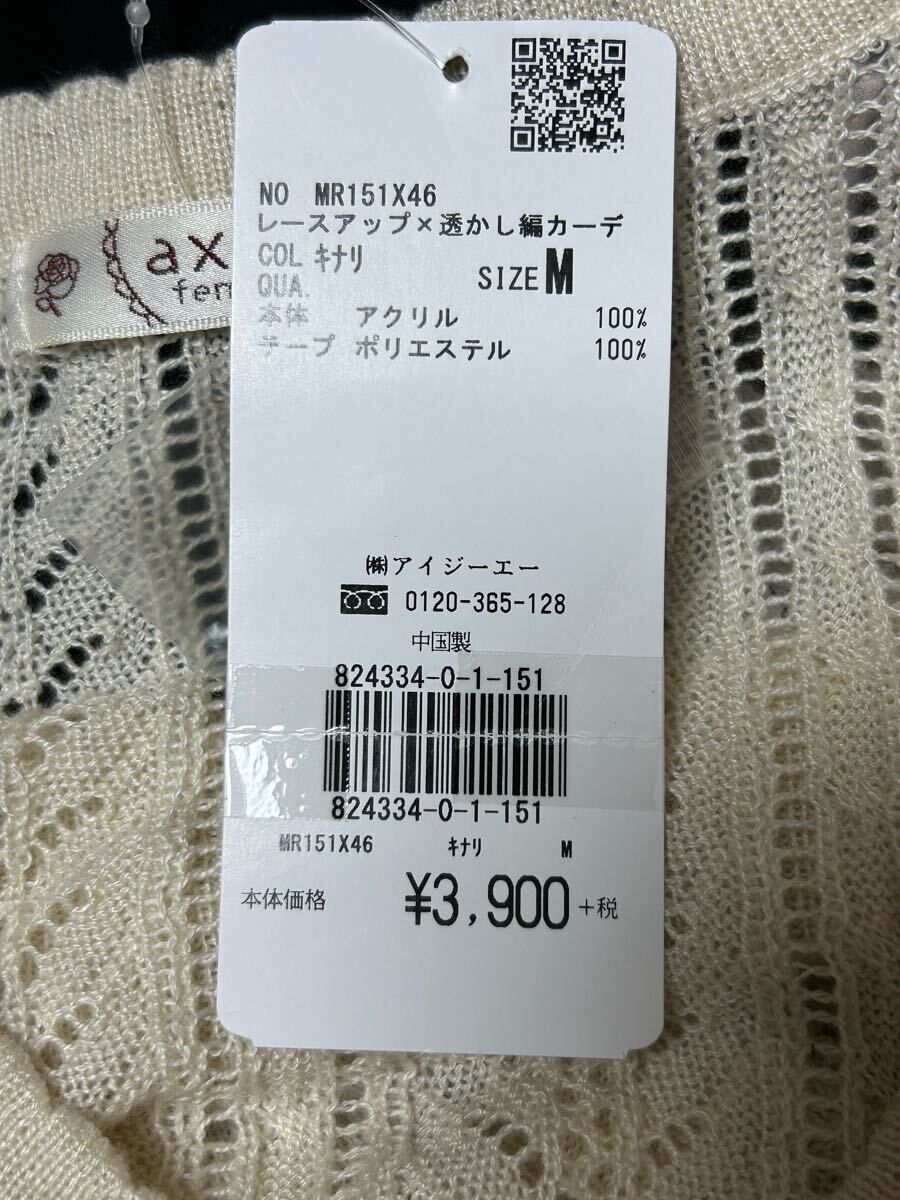 NO MR151X46
レースアップ×透かし編カーデ
COL キナリ
SIZE M
QUA.
本体 アクリル 100%
テープ ポリエステル 100%
ax
fem
㈱アイジーエー
0120-365-128
中国製
824334-0-1-151
824334-0-1-151
MR151X46 キナリ M
本体価格 ¥3,900+税